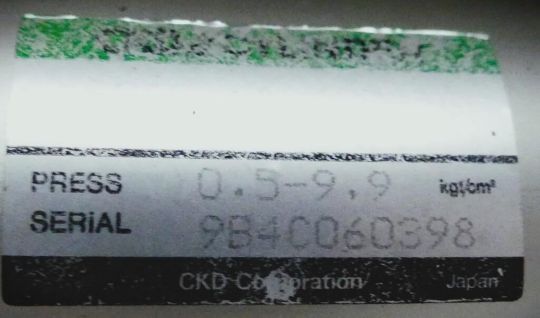 PRESS 0.5-9.9 kgf/cm²
SERIAL 9B4C060398
CKD Corporation Japan